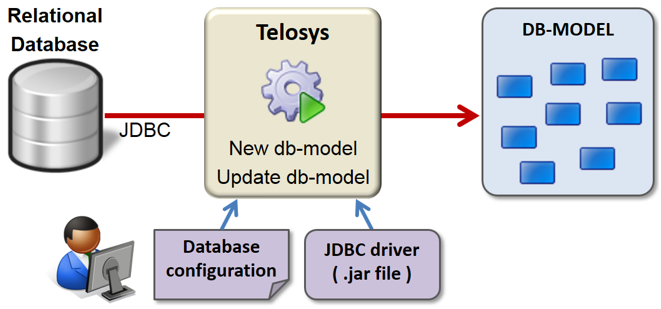 Relational
Database
JDBC
Telosys
New db-model
Update db-model
DB-MODEL
Database
configuration
JDBC driver
( .jar file )